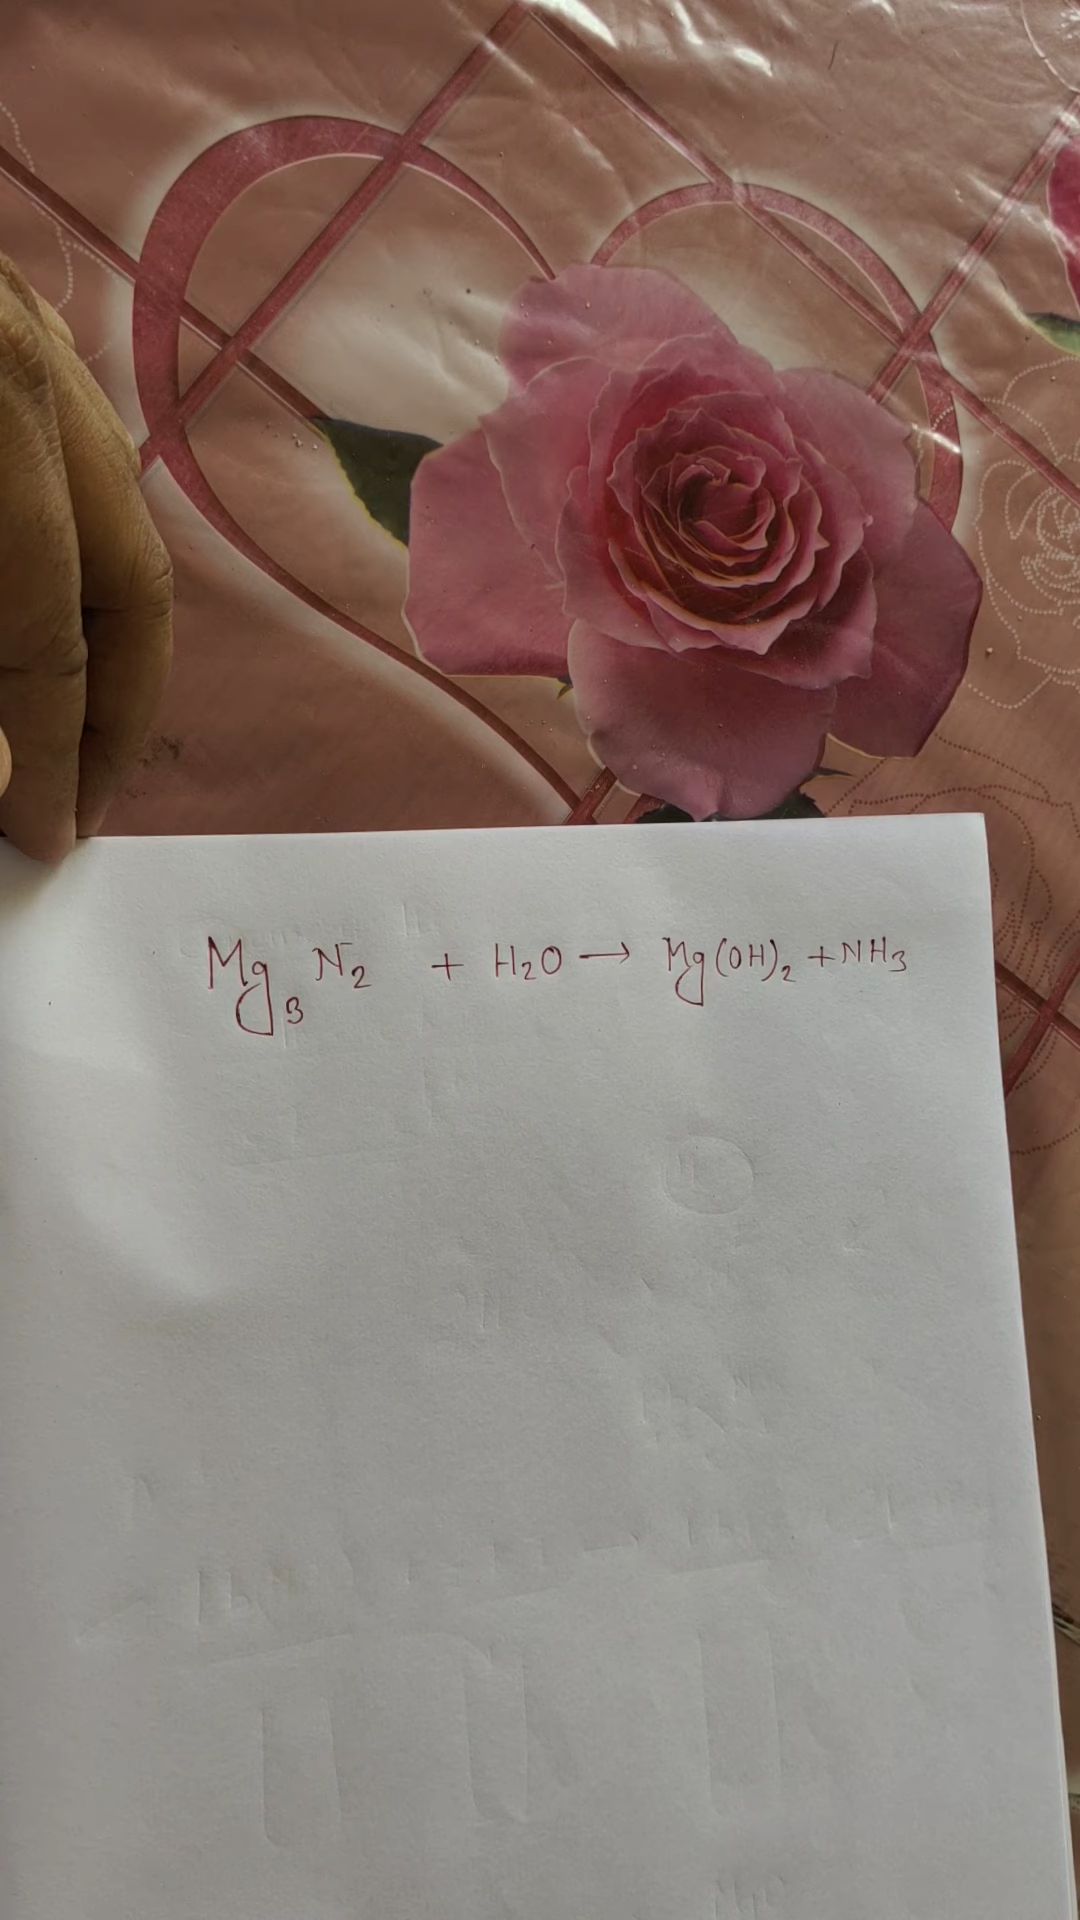 Mg₃N₂ + H₂O → Mg(OH)₂ + NH₃